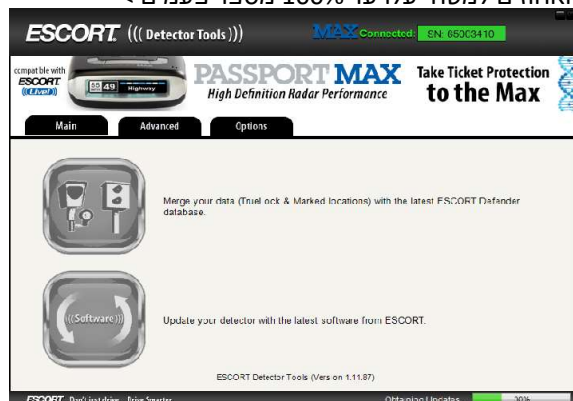 ESCORT ((( Detector Tools )))
MAX Connected: SN: 65003410
compatible with
ESCORT
((Live!))
49 Highway
PASSPORT MAX
High Definition Radar Performance
Take Ticket Protection
to the Max
Main Advanced Options
Merge your data (TrueLock & Marked locations) with the latest ESCORT Defender
database.
(((Software)))
Update your detector with the latest software from ESCORT.
ESCORT Detector Tools (Version 1.11.87)
ESCORT Don't just drive. Drive Smarter. Obtaining Updates 30%